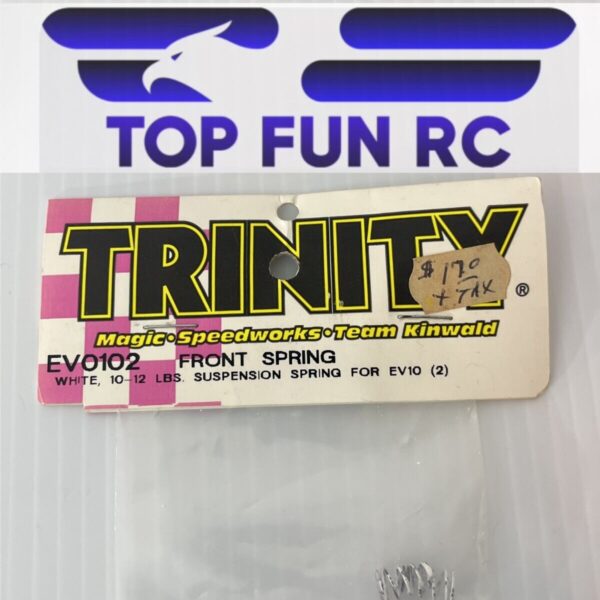 TOP FUN RC
TRINITY®
$1.70
+ TAX
Magic•Speedworks•Team Kinwald
EV0102 FRONT SPRING
WHITE, 10-12 LBS. SUSPENSION SPRING FOR EV10 (2)